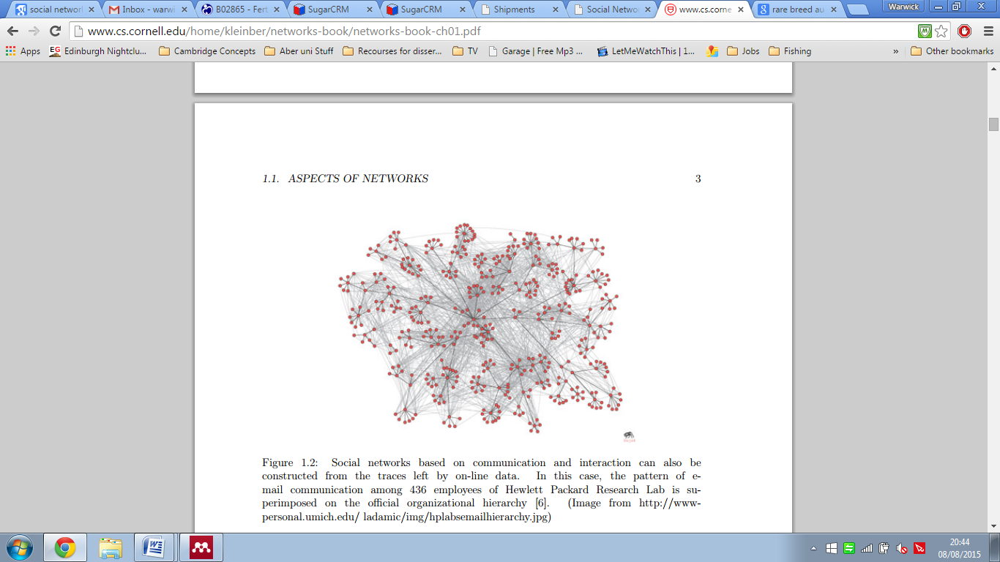 social networ
Inbox - warwi
B02865 - Fert
SugarCRM
SugarCRM
Shipments
Social Netwo
www.cs.corne
rare breed au
Warwick
www.cs.cornell.edu/home/kleinber/networks-book/networks-book-ch01.pdf
Apps
Edinburgh Nightclu...
Cambridge Concepts
Aber uni Stuff
Recourses for disser...
TV
Garage | Free Mp3 ...
LetMeWatchThis | 1...
Jobs
Fishing
»
Other bookmarks
1.1. ASPECTS OF NETWORKS 3
Figure 1.2: Social networks based on communication and interaction can also be
constructed from the traces left by on-line data. In this case, the pattern of e-
mail communication among 436 employees of Hewlett Packard Research Lab is su-
perimposed on the official organizational hierarchy [6]. (Image from http://www-
personal.umich.edu/ ladamic/img/hplabsemailhierarchy.jpg)
20:44
08/08/2015